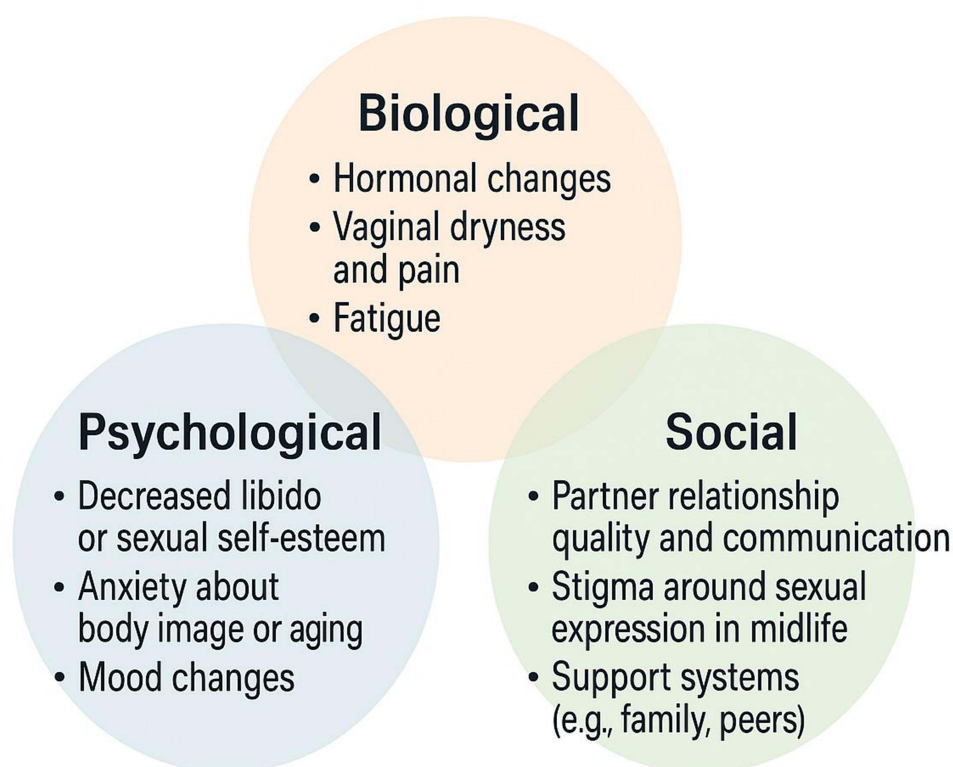 Biological
• Hormonal changes
• Vaginal dryness
and pain
• Fatigue
Psychological
• Decreased libido
or sexual self-esteem
• Anxiety about
body image or aging
• Mood changes
Social
• Partner relationship
quality and communication
• Stigma around sexual
expression in midlife
• Support systems
(e.g., family, peers)